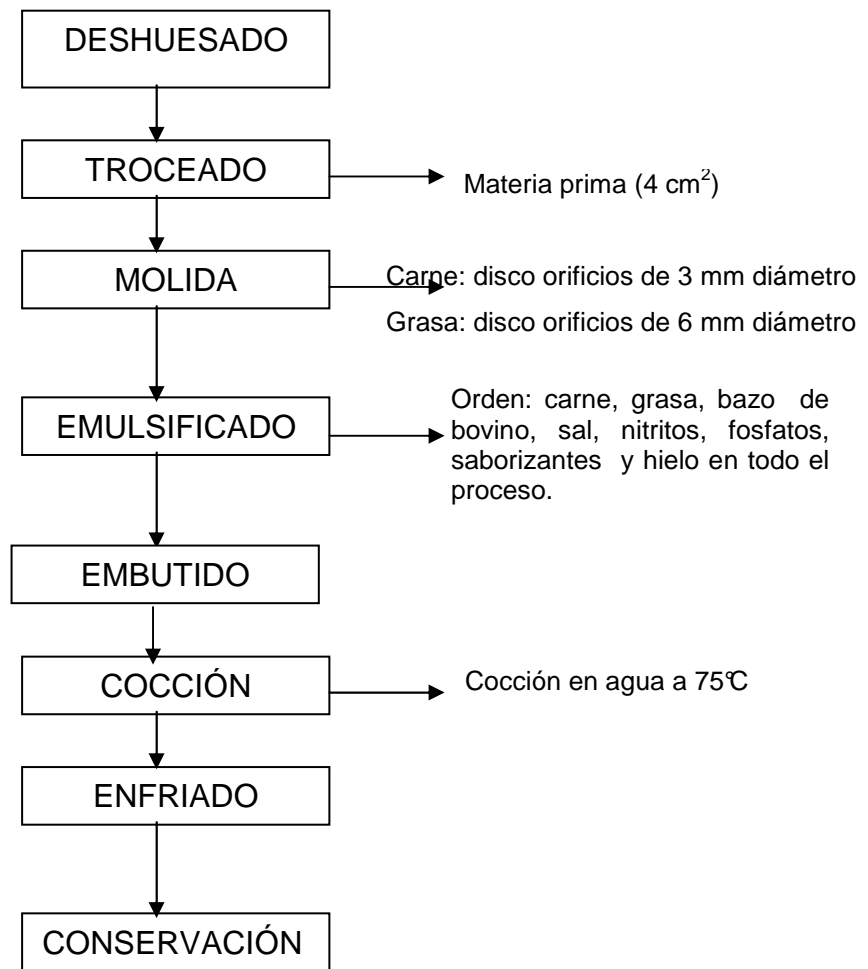 DESHUESADO
TROCEADO
Materia prima (4 cm²)
MOLIDA
Carne: disco orificios de 3 mm diámetro
Grasa: disco orificios de 6 mm diámetro
EMULSIFICADO
Orden: carne, grasa, bazo de
bovino, sal, nitritos, fosfatos,
saborizantes y hielo en todo el
proceso.
EMBUTIDO
COCCIÓN
Cocción en agua a 75°C
ENFRIADO
CONSERVACIÓN